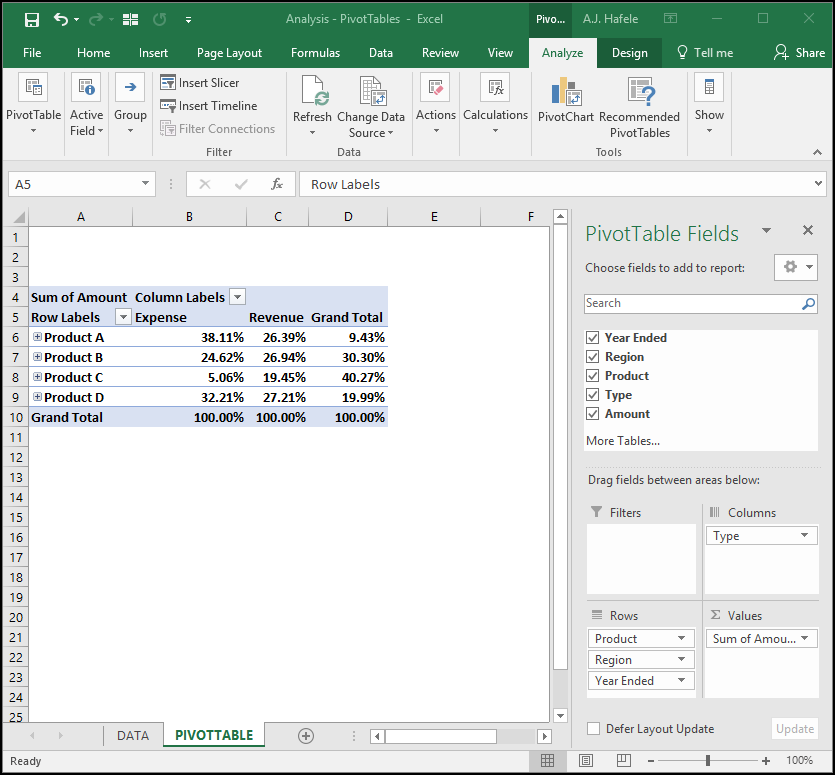 Analysis - PivotTables - Excel
Pivo...
A.J. Hafele
File Home Insert Page Layout Formulas Data Review View Analyze Design Tell me Share
PivotTable
Active Field
Group
Insert Slicer
Insert Timeline
Filter Connections
Filter
Refresh
Change Data Source
Data
Actions
Calculations
PivotChart
Recommended PivotTables
Tools
Show
A5
fx
Row Labels
A B C D E F
1
2
3
4 Sum of Amount Column Labels
5 Row Labels Expense Revenue Grand Total
6 Product A 38.11% 26.39% 9.43%
7 Product B 24.62% 26.94% 30.30%
8 Product C 5.06% 19.45% 40.27%
9 Product D 32.21% 27.21% 19.99%
10 Grand Total 100.00% 100.00% 100.00%
11
12
13
14
15
16
17
18
19
20
21
22
23
24
25
PivotTable Fields
Choose fields to add to report:
Search
Year Ended
Region
Product
Type
Amount
More Tables...
Drag fields between areas below:
Filters
Columns
Type
Rows
Product
Region
Year Ended
Σ Values
Sum of Amou...
Defer Layout Update
Update
DATA PIVOTTABLE
Ready
100%